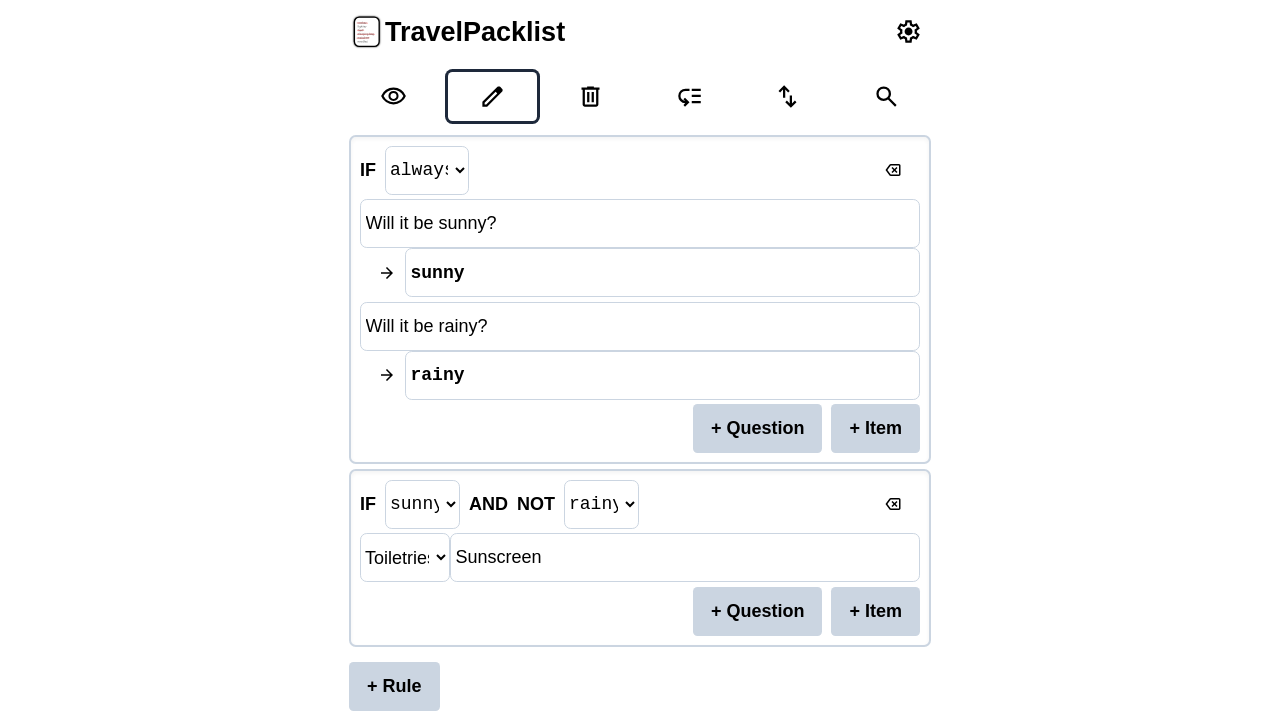 TravelPacklist
IF always
Will it be sunny?
→ sunny
Will it be rainy?
→ rainy
+ Question + Item
IF sunny AND NOT rainy
Toiletries Sunscreen
+ Question + Item
+ Rule